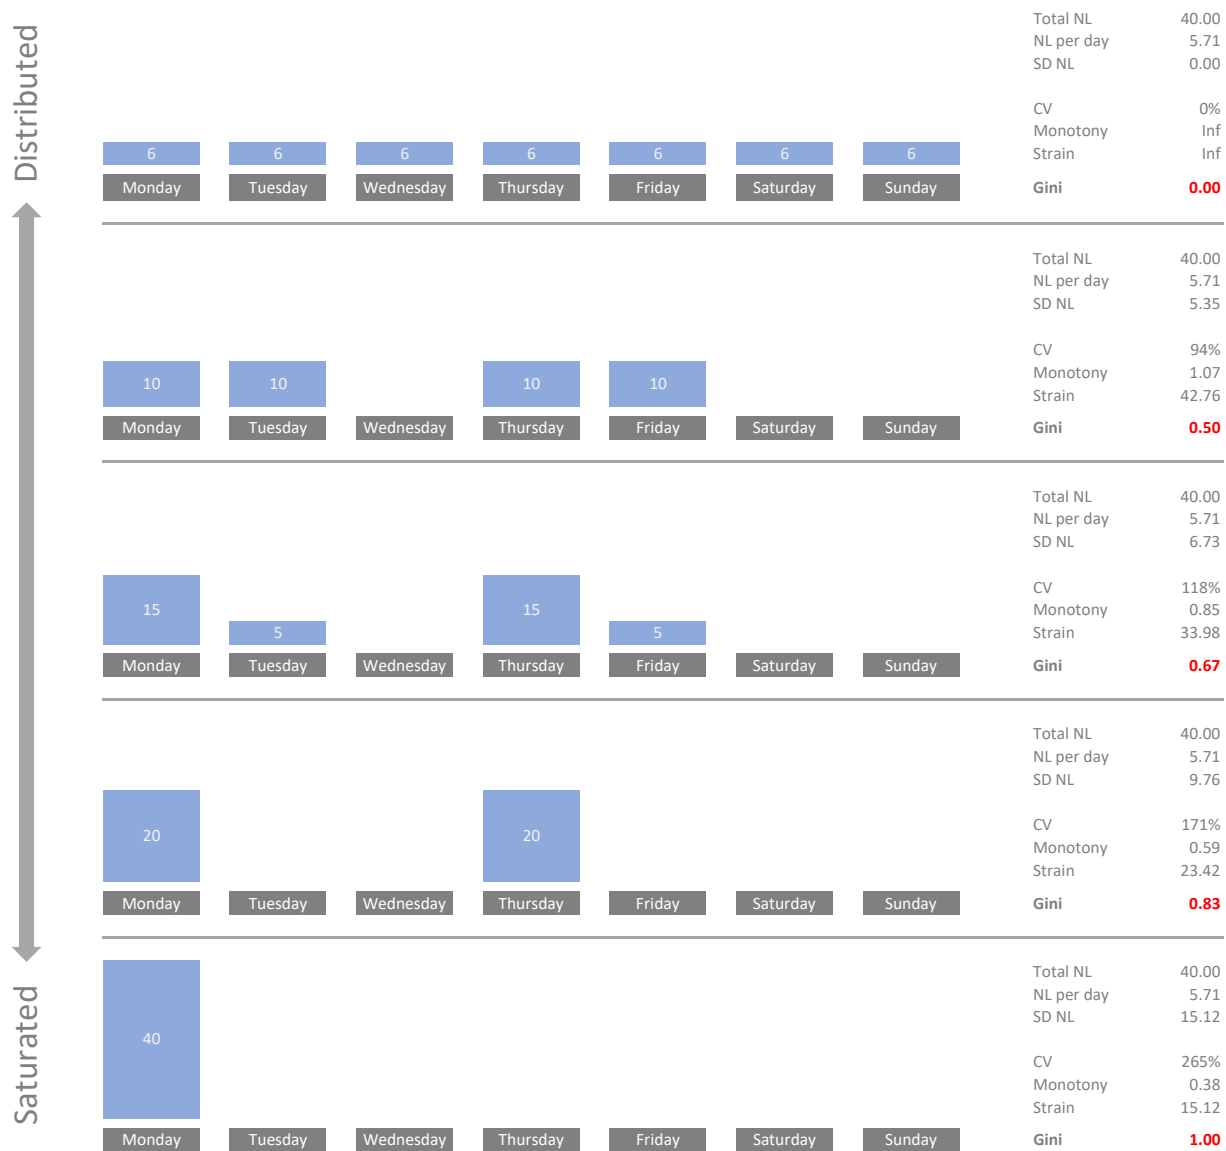 Distributed
Total NL 40.00
NL per day 5.71
SD NL 0.00
CV 0%
Monotony Inf
Strain Inf
6 6 6 6 6 6 6
Monday Tuesday Wednesday Thursday Friday Saturday Sunday
Gini 0.00
Total NL 40.00
NL per day 5.71
SD NL 5.35
CV 94%
Monotony 1.07
Strain 42.76
10 10 10 10
Monday Tuesday Wednesday Thursday Friday Saturday Sunday
Gini 0.50
Total NL 40.00
NL per day 5.71
SD NL 6.73
CV 118%
Monotony 0.85
Strain 33.98
15 15
5 5
Monday Tuesday Wednesday Thursday Friday Saturday Sunday
Gini 0.67
Total NL 40.00
NL per day 5.71
SD NL 9.76
CV 171%
Monotony 0.59
Strain 23.42
20 20
Monday Tuesday Wednesday Thursday Friday Saturday Sunday
Gini 0.83
Saturated
Total NL 40.00
NL per day 5.71
SD NL 15.12
CV 265%
Monotony 0.38
Strain 15.12
40
Monday Tuesday Wednesday Thursday Friday Saturday Sunday
Gini 1.00